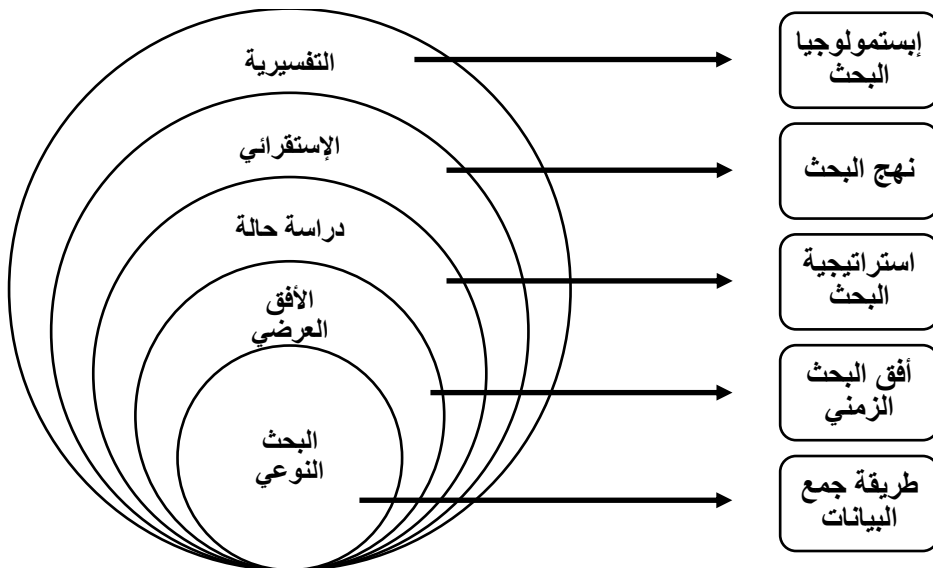 التفسيرية
إبستمولوجيا
البحث
الإستقرائي
نهج البحث
دراسة حالة
استراتيجية
البحث
الأفق
العرضي
أفق البحث
الزمني
البحث
النوعي
طريقة جمع
البيانات